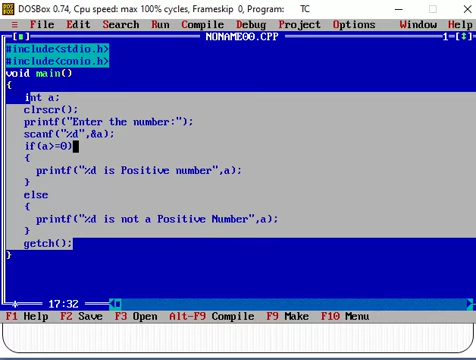 DOSBox 0.74, Cpu speed: max 100% cycles, Frameskip 0, Program: TC
≡ File Edit Search Run Compile Debug Project Options Window Help
[■] NONAME00.CPP 1=[↕]
#include<stdio.h>
#include<conio.h>
void main()
{
int a;
clrscr();
printf("Enter the number:");
scanf("%d",&a);
if(a>=0)
{
printf("%d is Positive number",a);
}
else
{
printf("%d is not a Positive Number",a);
}
getch();
}
17:32
F1 Help F2 Save F3 Open Alt-F9 Compile F9 Make F10 Menu